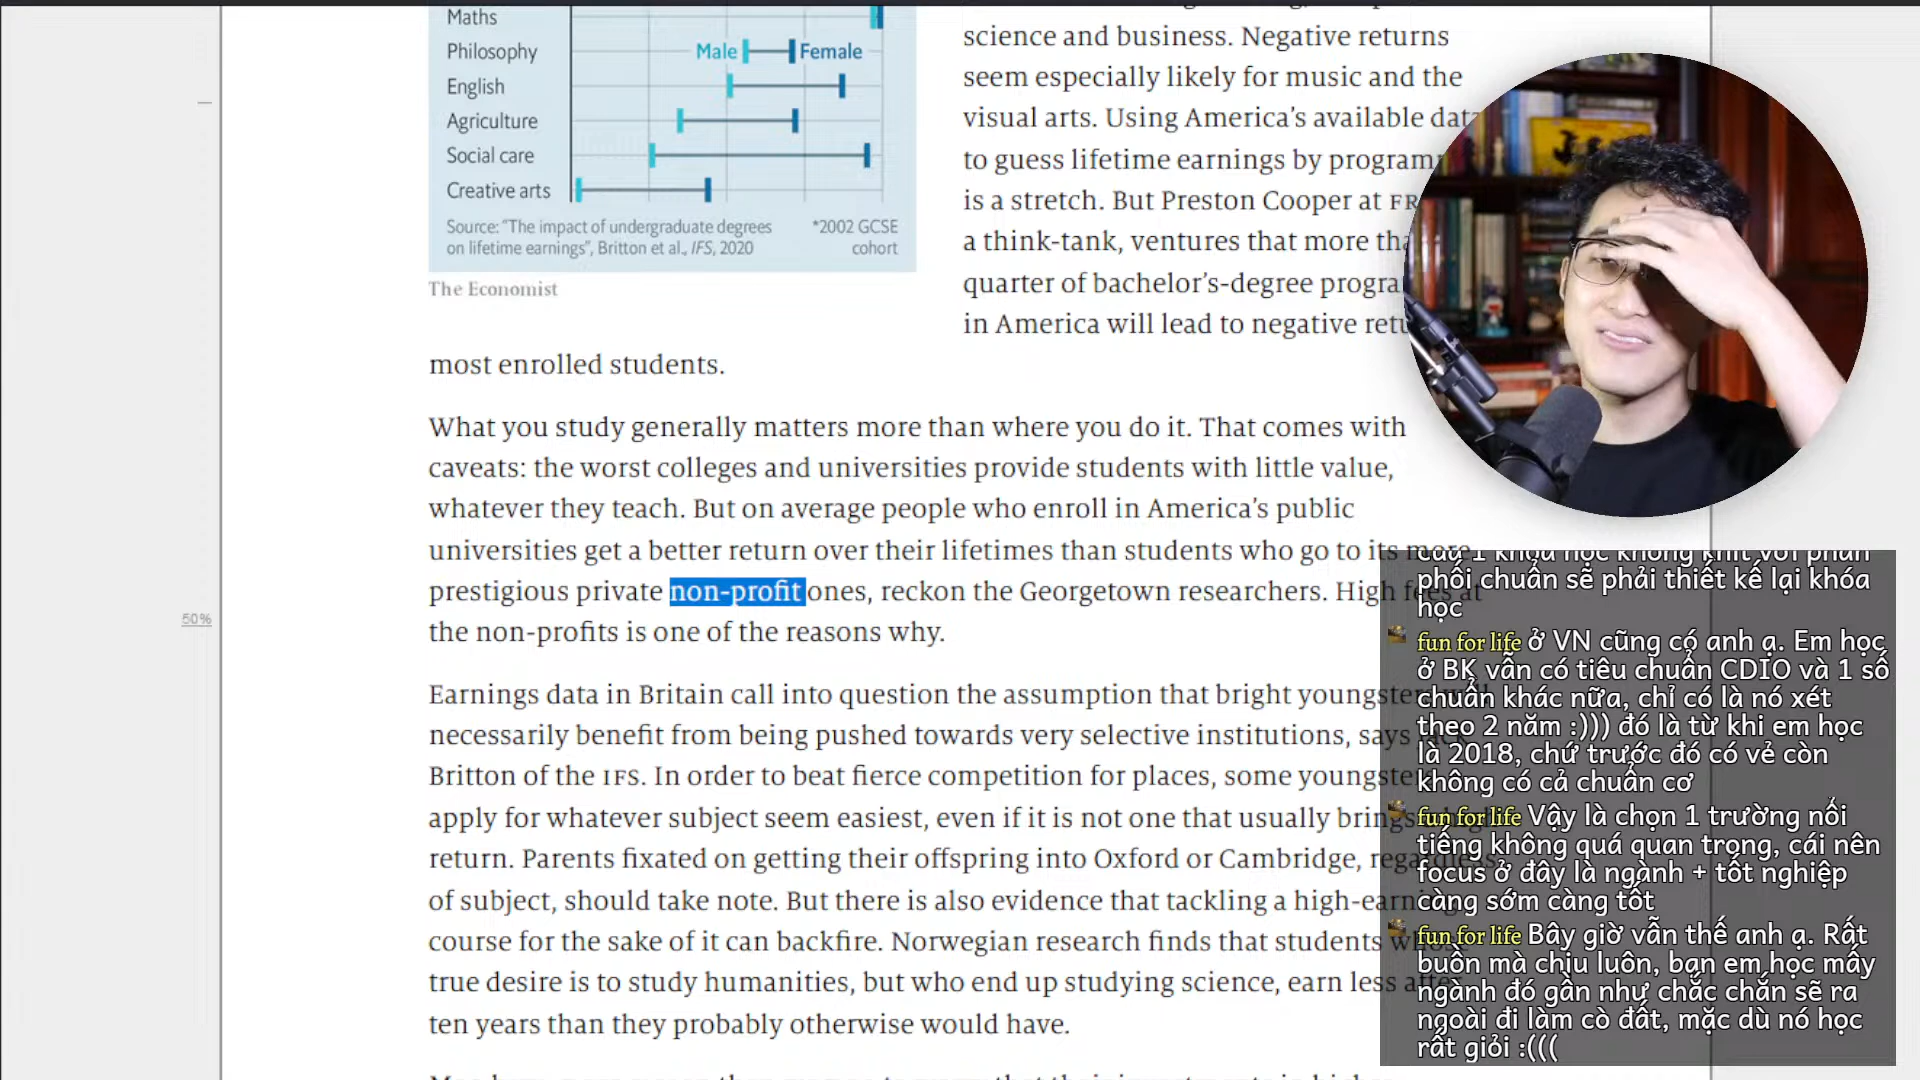 Maths
Philosophy
Male
Female
English
Agriculture
Social care
Creative arts
Source: “The impact of undergraduate degrees
on lifetime earnings”, Britton et al., IFS, 2020
*2002 GCSE
cohort
The Economist
science and business. Negative returns
seem especially likely for music and the
visual arts. Using America’s available data
to guess lifetime earnings by
is a stretch. But Preston Cooper at
a think-tank, ventures that more
quarter of bachelor’s-degree
in America will lead to negative
most enrolled students.
What you study generally matters more than where you do it. That comes with
caveats: the worst colleges and universities provide students with little value,
whatever they teach. But on average people who enroll in America’s public
universities get a better return over their lifetimes than students who go to its more
prestigious private non-profit ones, reckon the Georgetown researchers. High fees at
the non-profits is one of the reasons why.
Earnings data in Britain call into question the assumption that bright youngsters
necessarily benefit from being pushed towards very selective institutions, says
Britton of the IFS. In order to beat fierce competition for places, some youngsters
apply for whatever subject seem easiest, even if it is not one that usually brings
return. Parents fixated on getting their offspring into Oxford or Cambridge, regardless
of subject, should take note. But there is also evidence that tackling a high-earning
course for the sake of it can backfire. Norwegian research finds that students whose
true desire is to study humanities, but who end up studying science, earn less after
ten years than they probably otherwise would have.
50%
1 khóa học không khít với phân
phối chuẩn sẽ phải thiết kế lại khóa
học
fun for life ở VN cũng có anh ạ. Em học
ở BK vẫn có tiêu chuẩn CDIO và 1 số
chuẩn khác nữa, chỉ có là nó xét
theo 2 năm :))) đó là từ khi em học
là 2018, chứ trước đó có vẻ còn
không có cả chuẩn cơ
fun for life Vậy là chọn 1 trường nổi
tiếng không quá quan trọng, cái nên
focus ở đây là ngành + tốt nghiệp
càng sớm càng tốt
fun for life Bây giờ vẫn thế anh ạ. Rất
buồn mà chịu luôn, bạn em học mấy
ngành đó gần như chắc chắn sẽ ra
ngoài đi làm cò đất, mặc dù nó học
rất giỏi :(((